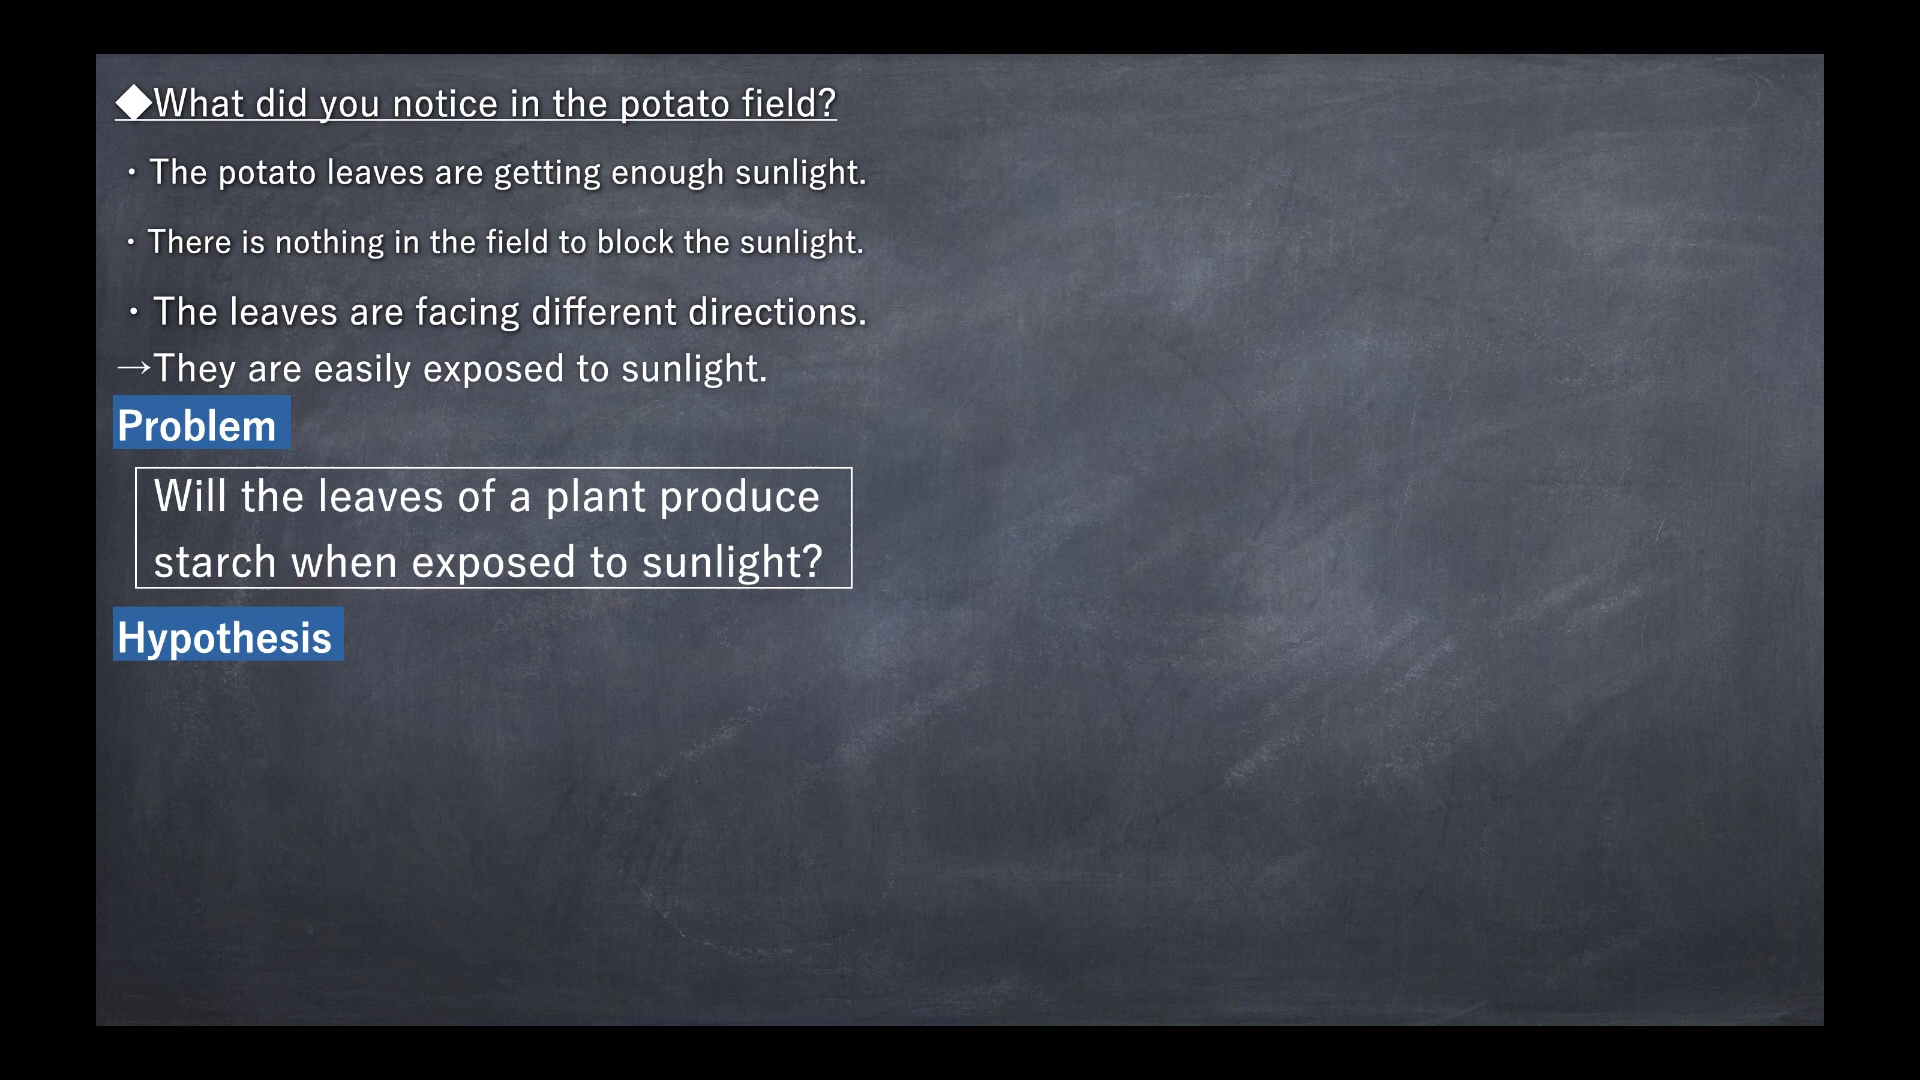 ◆What did you notice in the potato field?
・The potato leaves are getting enough sunlight.
・There is nothing in the field to block the sunlight.
・The leaves are facing different directions.
→They are easily exposed to sunlight.
Problem
Will the leaves of a plant produce
starch when exposed to sunlight?
Hypothesis